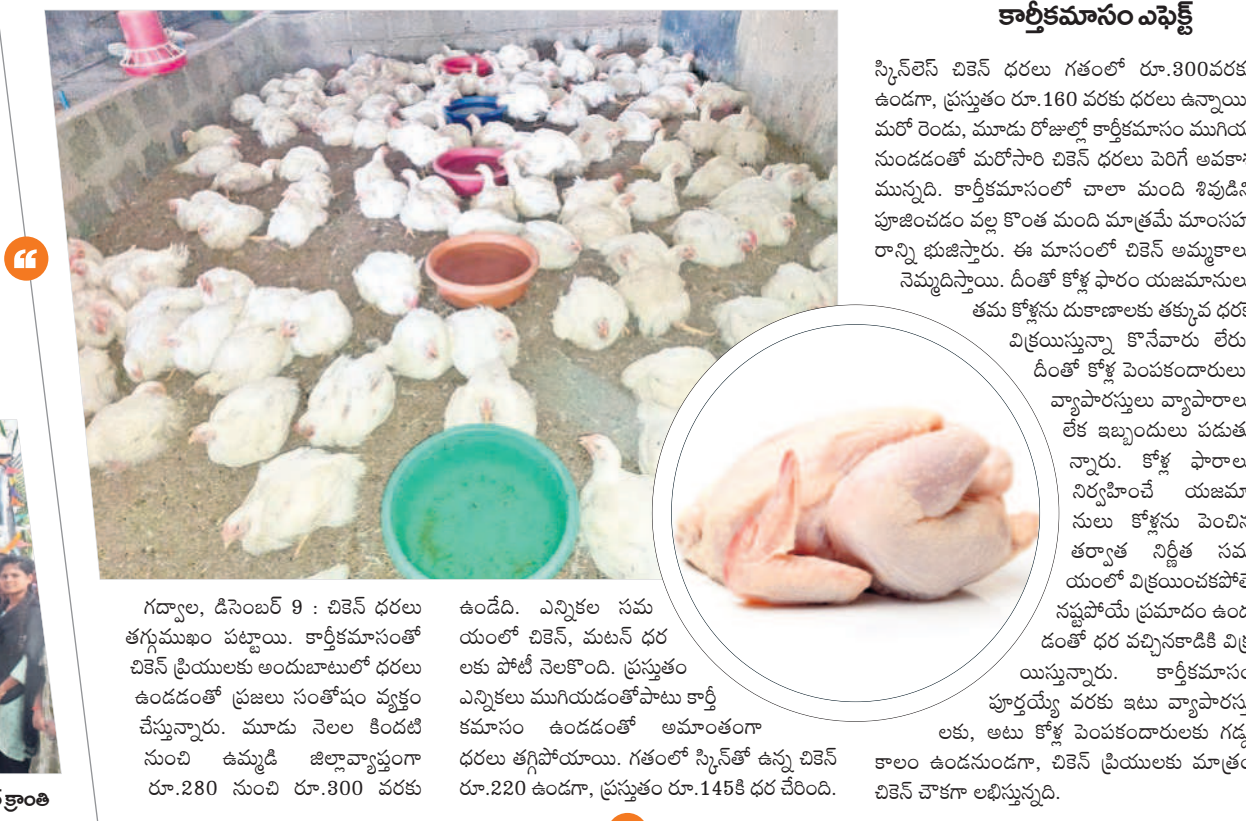 గద్వాల, డిసెంబర్ 9 : చికెన్ ధరలు
తగ్గుముఖం పట్టాయి. కార్తీకమాసంతో
చికెన్ ప్రియులకు అందుబాటులో ధరలు
ఉండడంతో ప్రజలు సంతోషం వ్యక్తం
చేస్తున్నారు. మూడు నెలల కిందటి
నుంచి ఉమ్మడి జిల్లావ్యాప్తంగా
రూ.280 నుంచి రూ.300 వరకు
ఉండేది. ఎన్నికల సమ
యంలో చికెన్, మటన్ ధర
లకు పోటీ నెలకొంది. ప్రస్తుతం
ఎన్నికలు ముగియడంతోపాటు కార్తీ
కమాసం ఉండడంతో అమాంతంగా
ధరలు తగ్గిపోయాయి. గతంలో స్కిన్‌తో ఉన్న చికెన్
రూ.220 ఉండగా, ప్రస్తుతం రూ.145కి ధర చేరింది.
కార్తీకమాసం ఎఫెక్ట్
స్కిన్‌లెస్ చికెన్ ధరలు గతంలో రూ.300వరకు
ఉండగా, ప్రస్తుతం రూ.160 వరకు ధరలు ఉన్నాయి
మరో రెండు, మూడు రోజుల్లో కార్తీకమాసం ముగియ
నుండడంతో మరోసారి చికెన్ ధరలు పెరిగే అవకా
మున్నది. కార్తీకమాసంలో చాలా మంది శివుడిని
పూజించడం వల్ల కొంత మంది మాత్రమే మాంసహ
రాన్ని భుజిస్తారు. ఈ మాసంలో చికెన్ అమ్మకాలు
నెమ్మదిస్తాయి. దీంతో కోళ్ల ఫారం యజమానులు
తమ కోళ్లను దుకాణాలకు తక్కువ ధరకే
విక్రయిస్తున్నా కొనేవారు లేరు
దీంతో కోళ్ల పెంపకందారులు
వ్యాపారస్తులు వ్యాపారాలు
లేక ఇబ్బందులు పడుతు
న్నారు. కోళ్ల ఫారాలు
నిర్వహించే యజమా
నులు కోళ్లను పెంచిన
తర్వాత నిర్ణీత సమ
యంలో విక్రయించకపోతే
నష్టపోయే ప్రమాదం ఉండ
డంతో ధర వచ్చినకాడికి విక్ర
యిస్తున్నారు. కార్తీకమాసం
పూర్తయ్యే వరకు ఇటు వ్యాపారస్తు
లకు, అటు కోళ్ల పెంపకందారులకు గడ్డు
కాలం ఉండనుండగా, చికెన్ ప్రియులకు మాత్రం
చికెన్ చౌకగా లభిస్తున్నది.
క్రాంతి